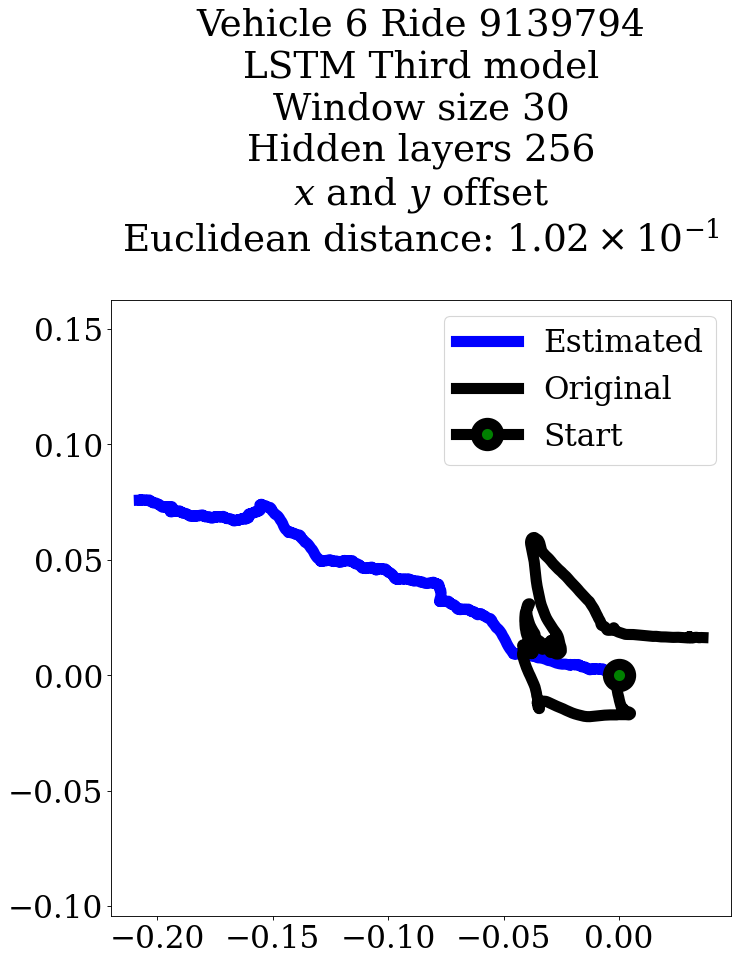 Vehicle 6 Ride 9139794
LSTM Third model
Window size 30
Hidden layers 256
x and y offset
Euclidean distance: 1.02 × 10⁻¹
Estimated
Original
Start
0.15
0.10
0.05
0.00
−0.05
−0.10
−0.20 −0.15 −0.10 −0.05 0.00